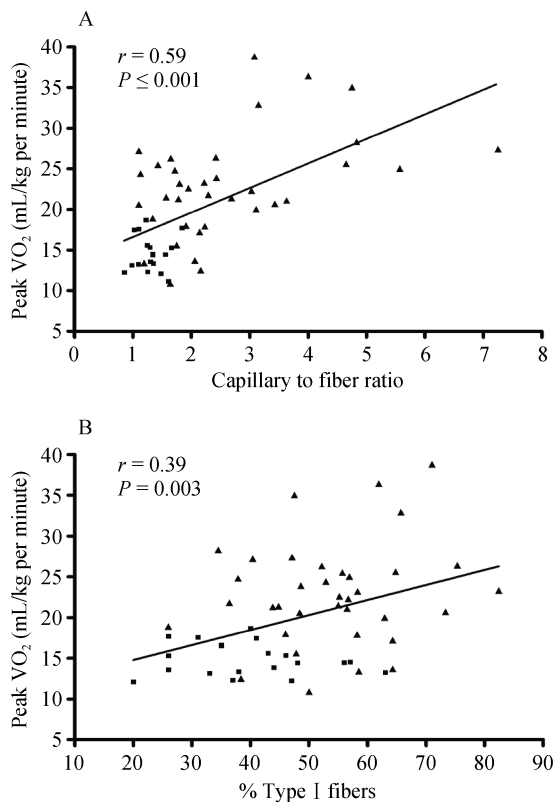 A
r = 0.59
P ≤ 0.001
Peak VO₂ (mL/kg per minute)
40
35
30
25
20
15
10
5
0 1 2 3 4 5 6 7 8
Capillary to fiber ratio
B
r = 0.39
P = 0.003
Peak VO₂ (mL/kg per minute)
40
35
30
25
20
15
10
5
10 20 30 40 50 60 70 80 90
% Type Ⅰ fibers